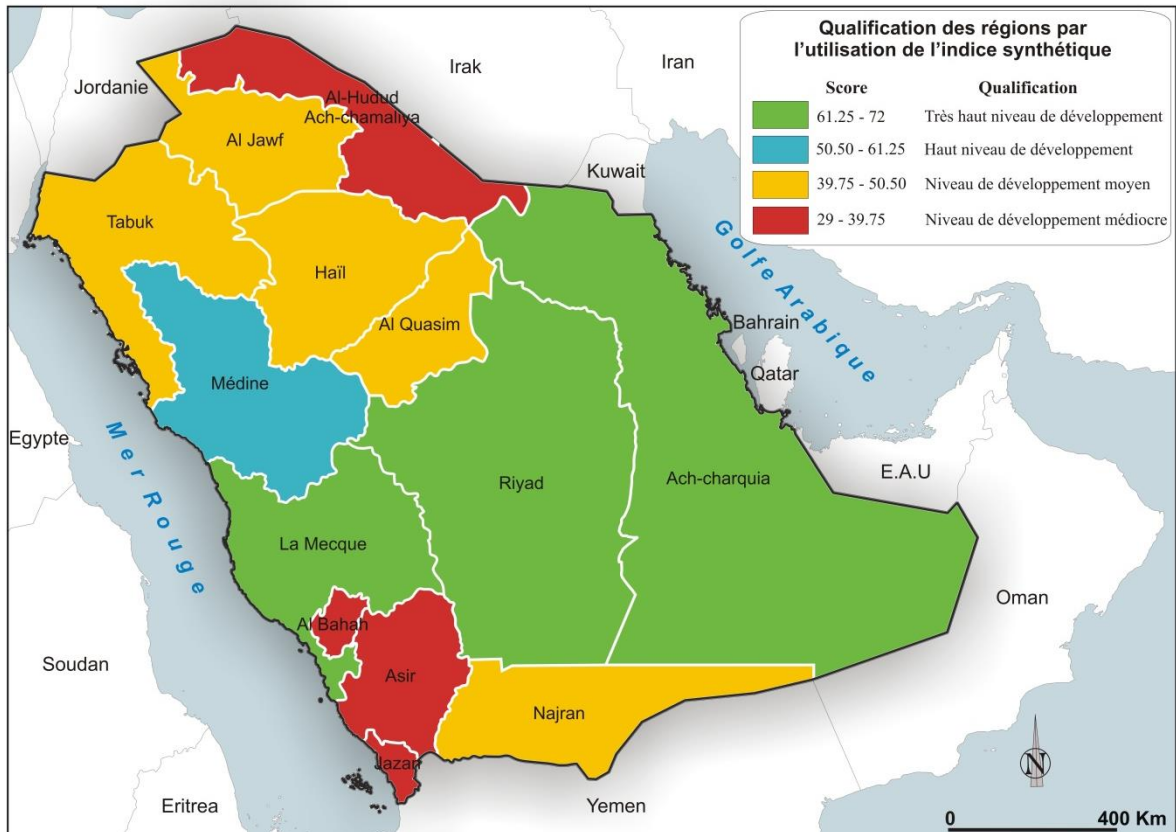 Qualification des régions par
l'utilisation de l'indice synthétique
Score Qualification
61.25 - 72 Très haut niveau de développement
50.50 - 61.25 Haut niveau de développement
39.75 - 50.50 Niveau de développement moyen
29 - 39.75 Niveau de développement médiocre
Jordanie
Irak
Iran
Al-Hudud
Ach-chamaliya
Al Jawf
Kuwait
Tabuk
Haïl
Golfe Arabique
Al Quasim
Bahrain
Qatar
Médine
Egypte
Mer Rouge
E.A.U
Riyad
Ach-charquia
La Mecque
Oman
Al Bahah
Soudan
Asir
Najran
Jazan
N
Eritrea
Yemen
0 400 Km